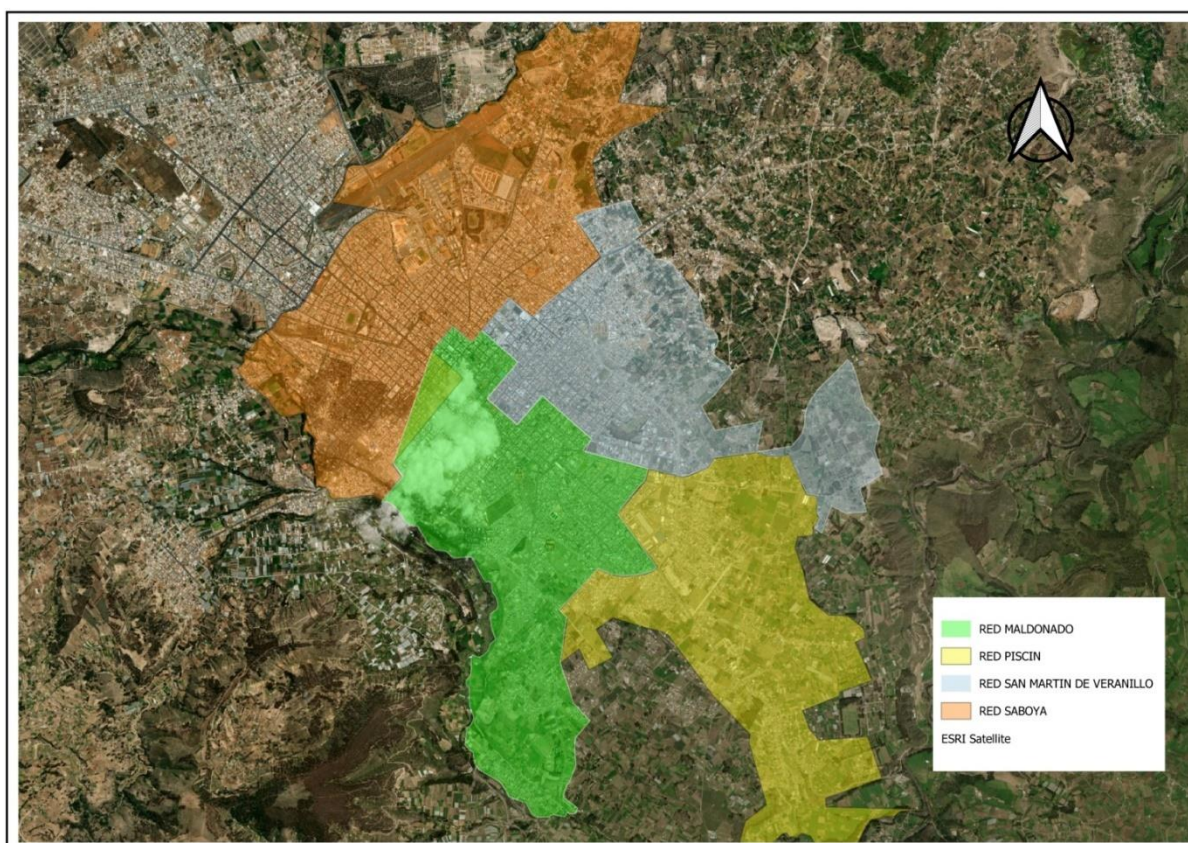 RED MALDONADO
RED PISCIN
RED SAN MARTIN DE VERANILLO
RED SABOYA
ESRI Satellite